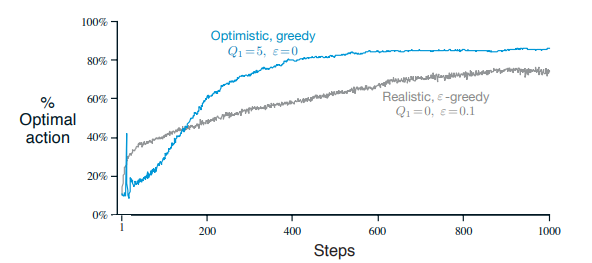 100%
80%
60%
40%
20%
0%
%
Optimal
action
Optimistic, greedy
Q₁=5, ε=0
Realistic, ε-greedy
Q₁=0, ε=0.1
1
200
400
600
800
1000
Steps